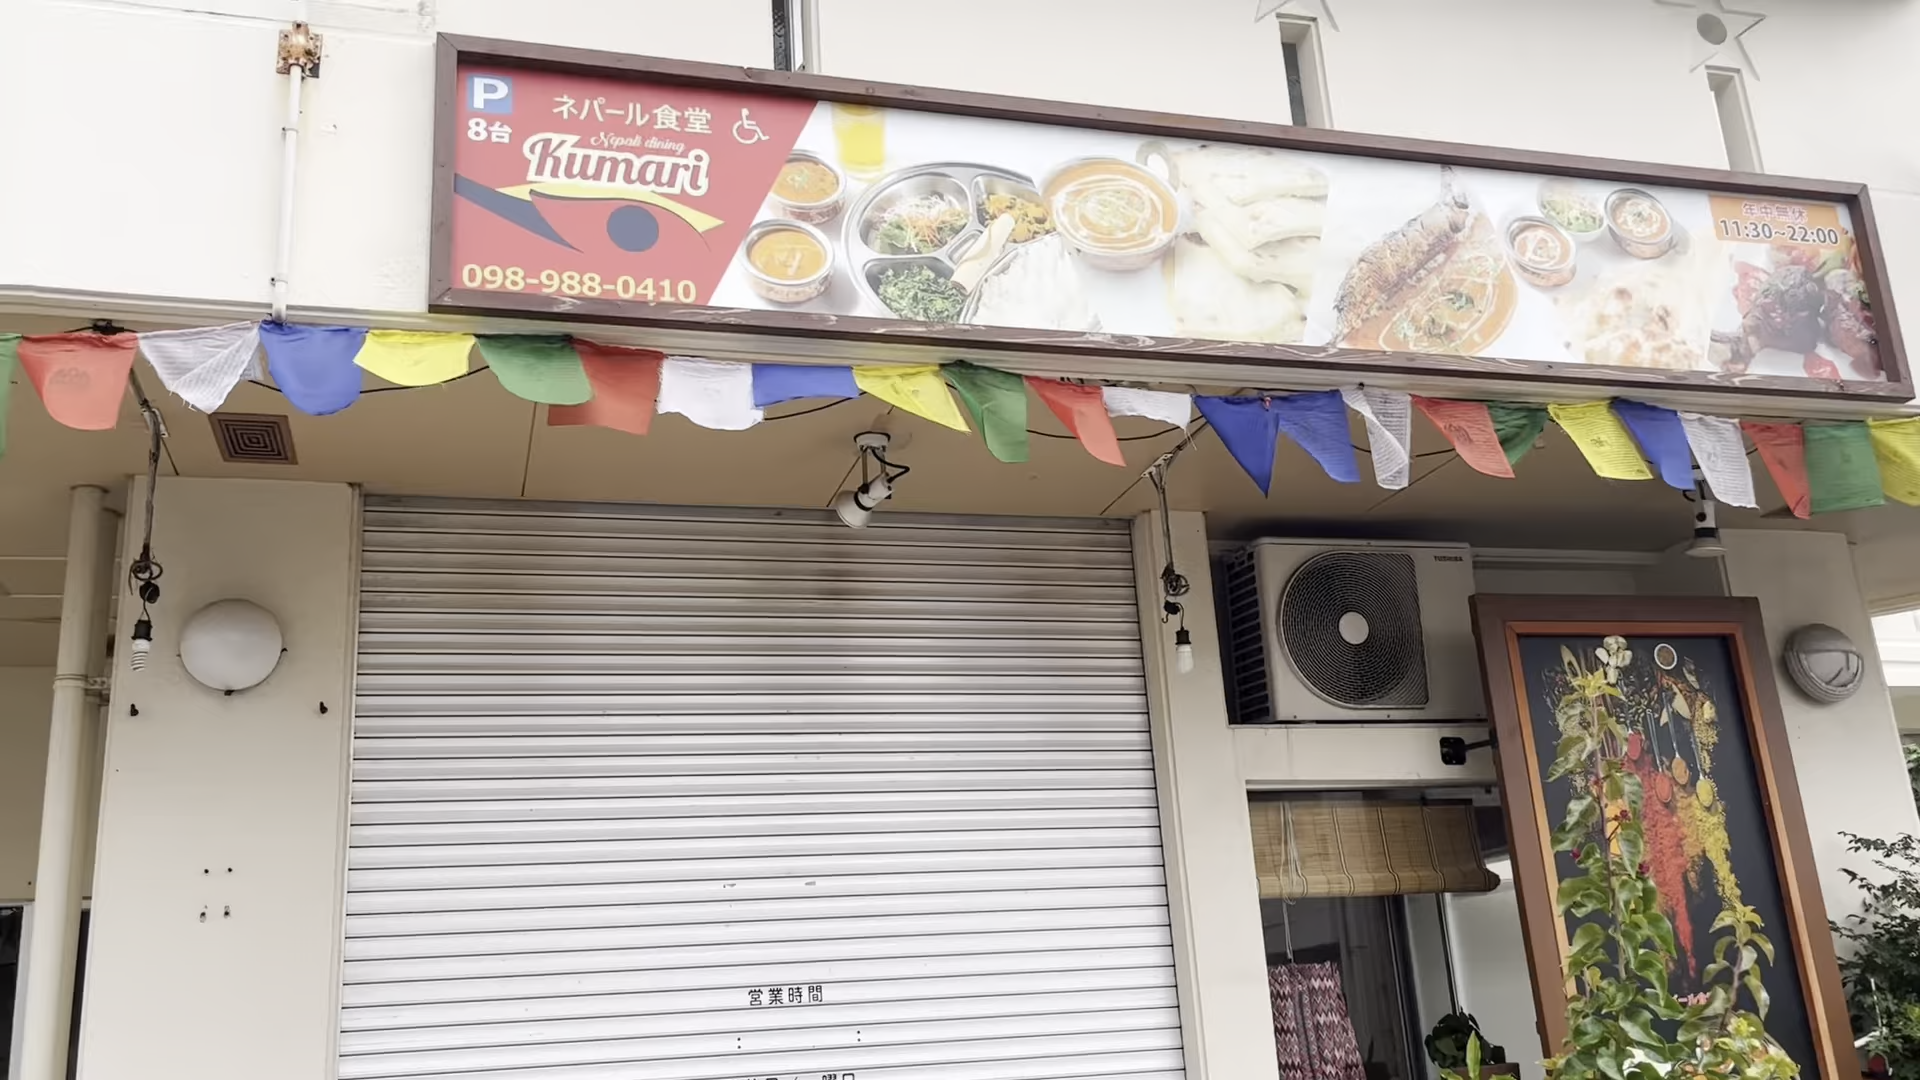 P
8台
ネパール食堂
Nepali dining
Kumari
098-988-0410
年中無休
11:30~22:00
TOSHIBA
営業時間
: :